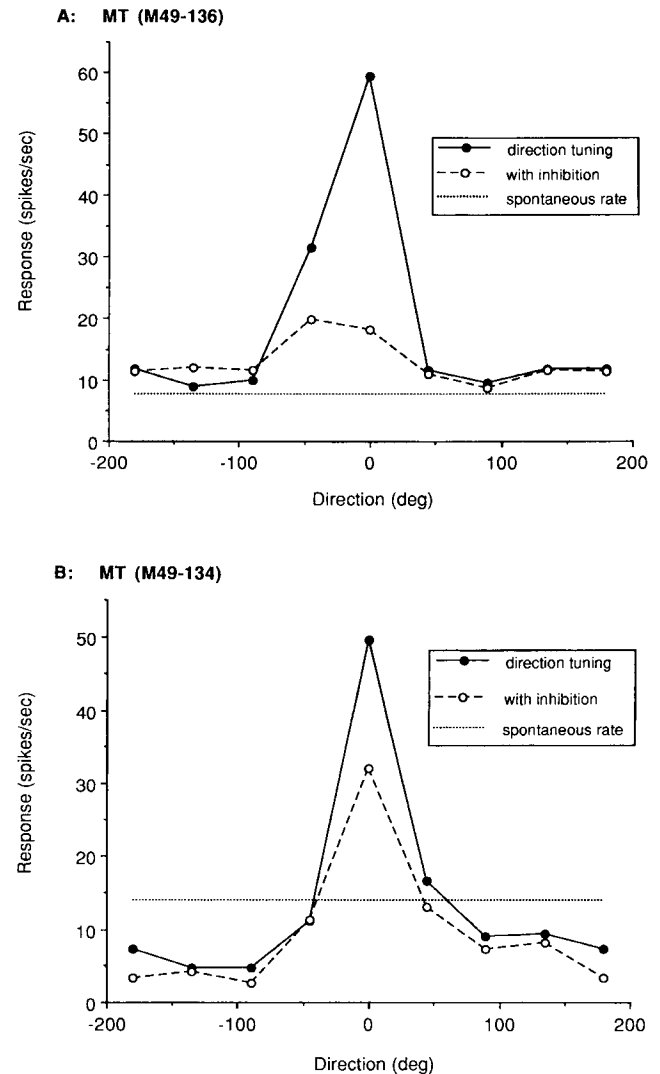 A: MT (M49-136)
Response (spikes/sec)
60
50
40
30
20
10
0
-200
-100
0
100
200
Direction (deg)
direction tuning
with inhibition
spontaneous rate
B: MT (M49-134)
Response (spikes/sec)
50
40
30
20
10
0
-200
-100
0
100
200
Direction (deg)
direction tuning
with inhibition
spontaneous rate